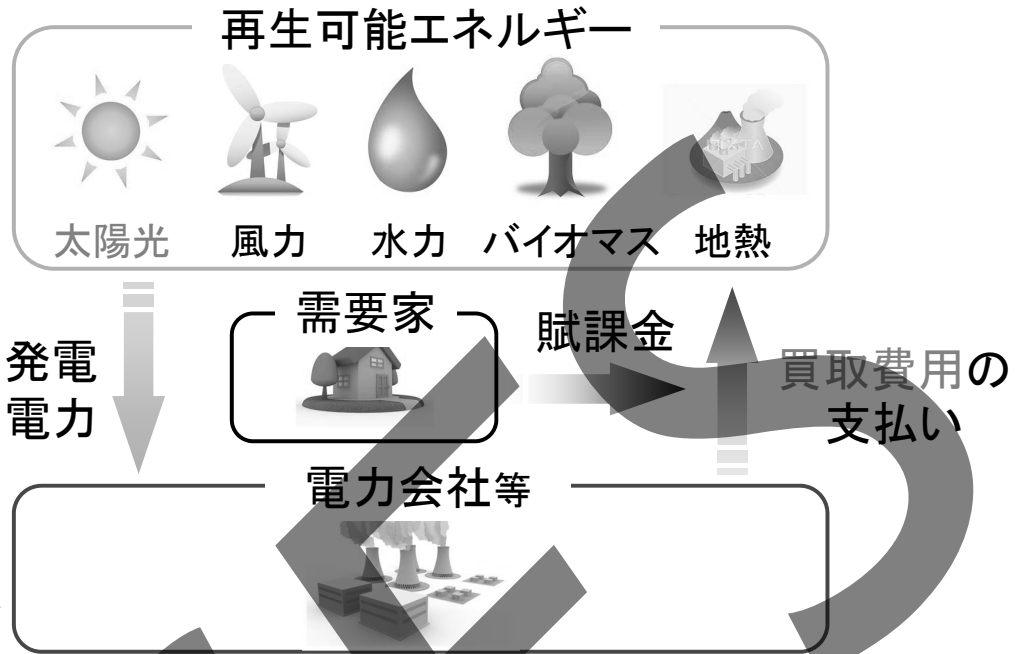 再生可能エネルギー
太陽光 風力 水力 バイオマス 地熱
需要家
賦課金
発電
電力
買取費用の
支払い
電力会社等